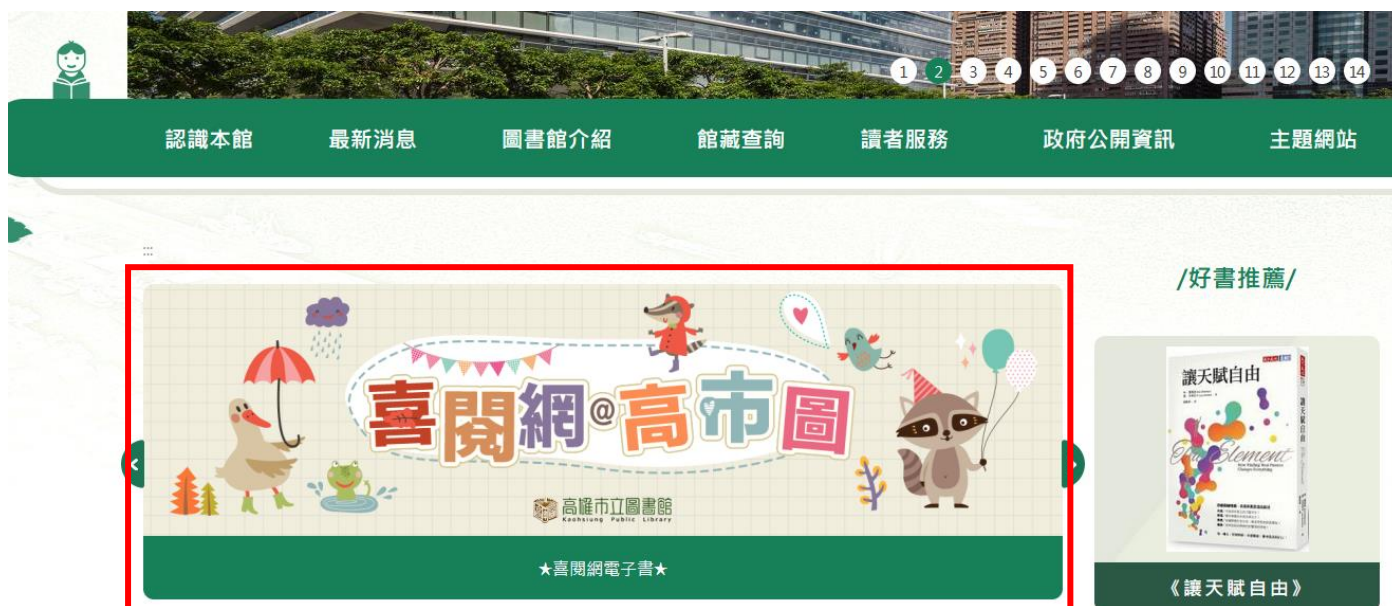 1 2 3 4 5 6 7 8 9 10 11 12 13 14
認識本館 最新消息 圖書館介紹 館藏查詢 讀者服務 政府公開資訊 主題網站
:::
/好書推薦/
喜閱網@高市圖
高雄市立圖書館
Kaohsiung Public Library
★喜閱網電子書★
讓天賦自由
Element
《讓天賦自由》